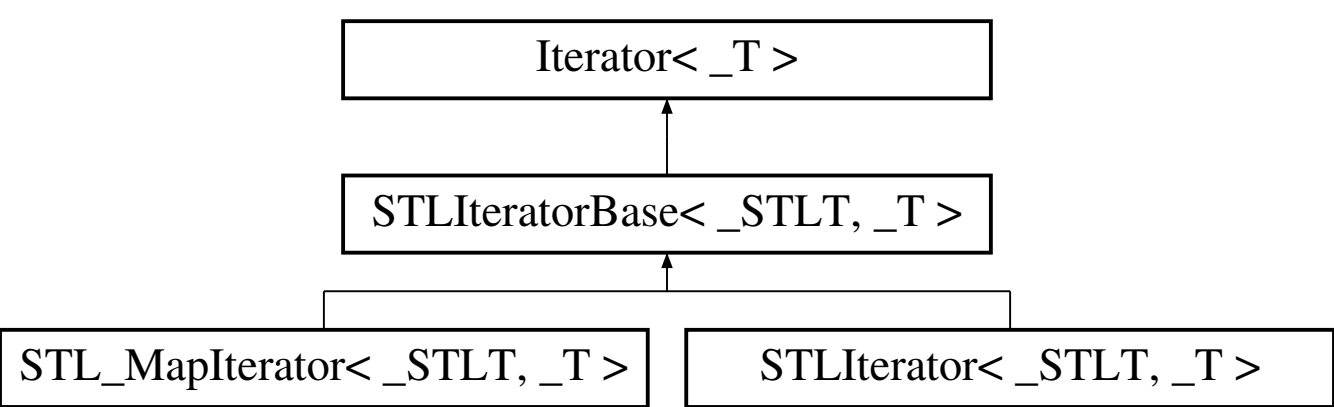 Iterator< _T >
STLIteratorBase< _STLT, _T >
STL_MapIterator< _STLT, _T >
STLIterator< _STLT, _T >